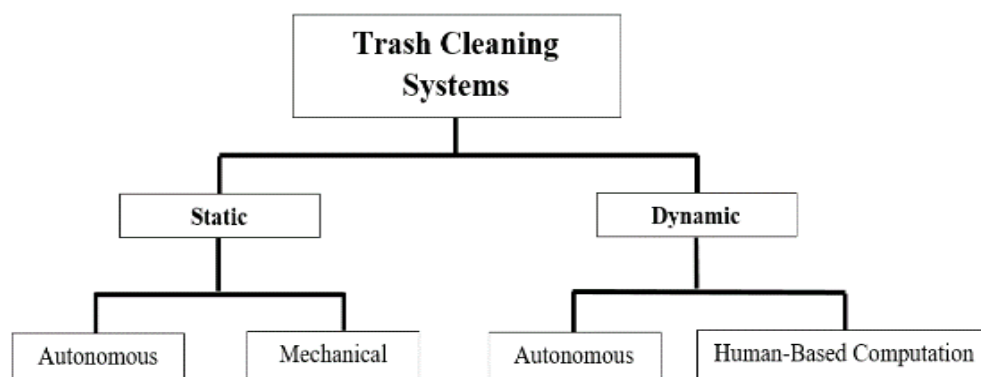 Trash Cleaning
Systems
Static
Dynamic
Autonomous
Mechanical
Autonomous
Human-Based Computation